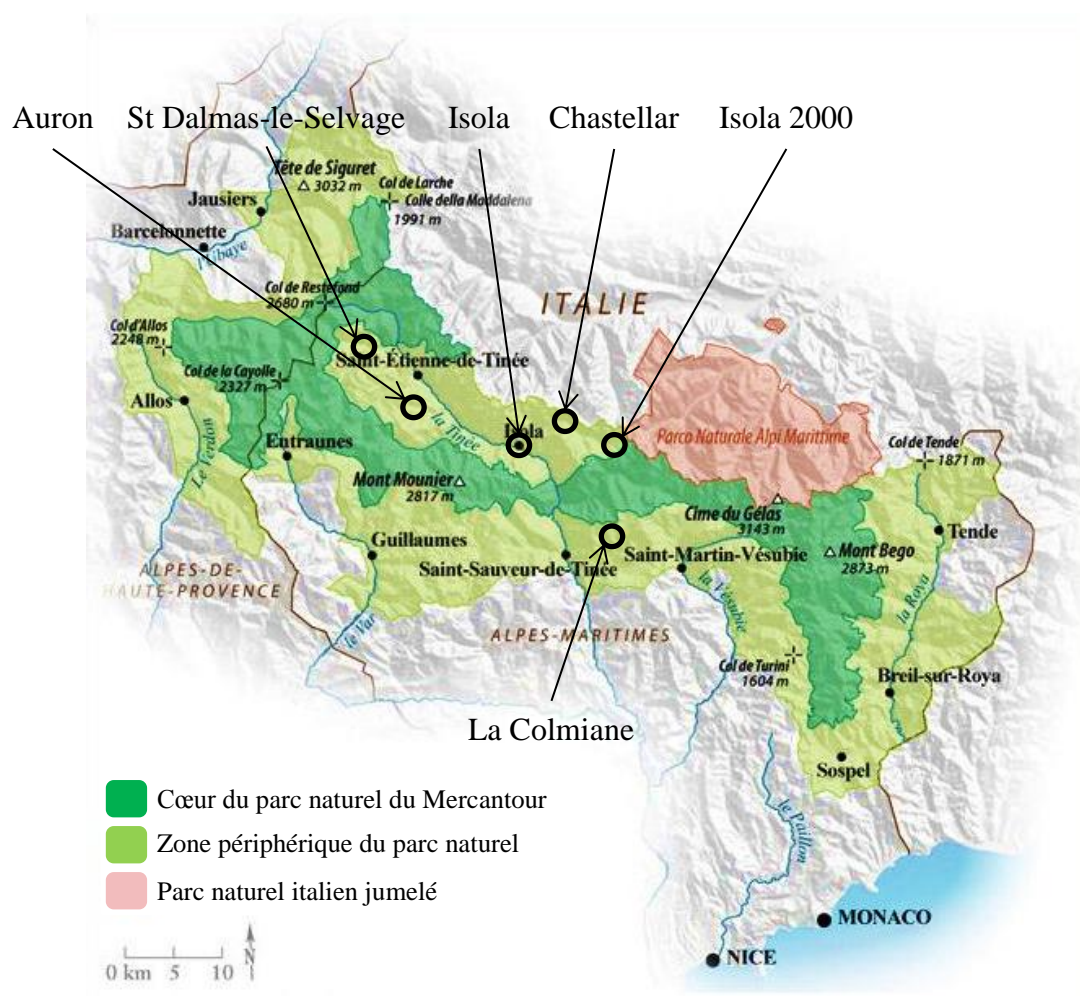 Auron St Dalmas-le-Selvage Isola Chastellar Isola 2000
Tête de Siguret
3032 m
Col de Larche
Colle della Maddalena
1991 m
Jausiers
Barcelonnette
l'Ubaye
Col de Restefond
2680 m
ITALIE
Col d'Allos
2248 m
Saint-Étienne-de-Tinée
Col de la Cayolle
2327 m
Allos
la Tinée
Isola
Parco Naturale Alpi Marittime
Col de Tende
1871 m
Entraunes
Le Verdon
Mont Mounier
2817 m
Cime du Gélas
3143 m
Tende
Guillaumes
Saint-Martin-Vésubie
Mont Bego
2873 m
Saint-Sauveur-de-Tinée
ALPES-DE-
HAUTE-PROVENCE
la Vésubie
la Roya
le Var
ALPES-MARITIMES
Col de Turini
1604 m
Breil-sur-Roya
La Colmiane
Sospel
Cœur du parc naturel du Mercantour
Zone périphérique du parc naturel
Parc naturel italien jumelé
le Paillon
MONACO
NICE
N
0 km 5 10